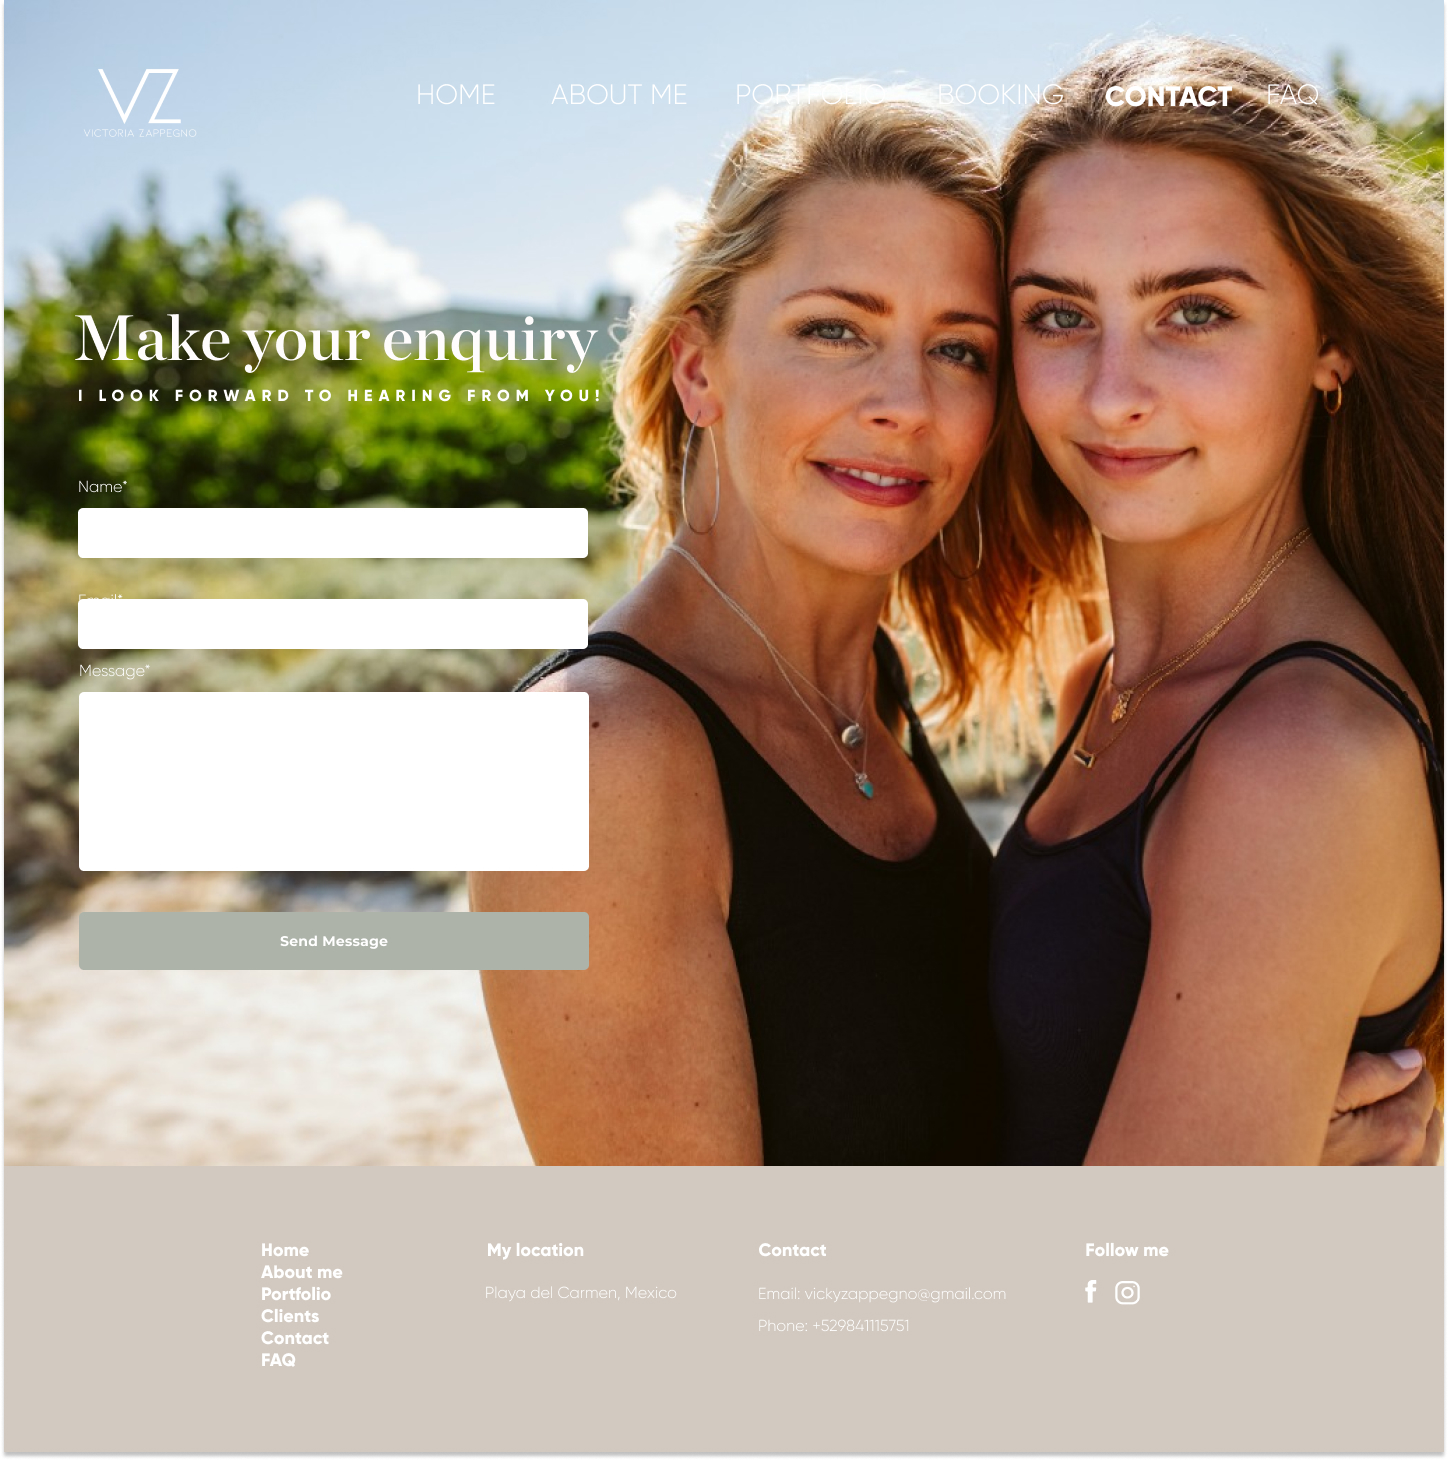 VZ
VICTORIA ZAPPEGNO
HOME ABOUT ME PORTFOLIO BOOKING CONTACT FAQ
Make your enquiry
I LOOK FORWARD TO HEARING FROM YOU!
Name*
Email*
Message*
Send Message
Home
About me
Portfolio
Clients
Contact
FAQ
My location
Playa del Carmen, Mexico
Contact
Email: vickyzappegno@gmail.com
Phone: +529841115751
Follow me